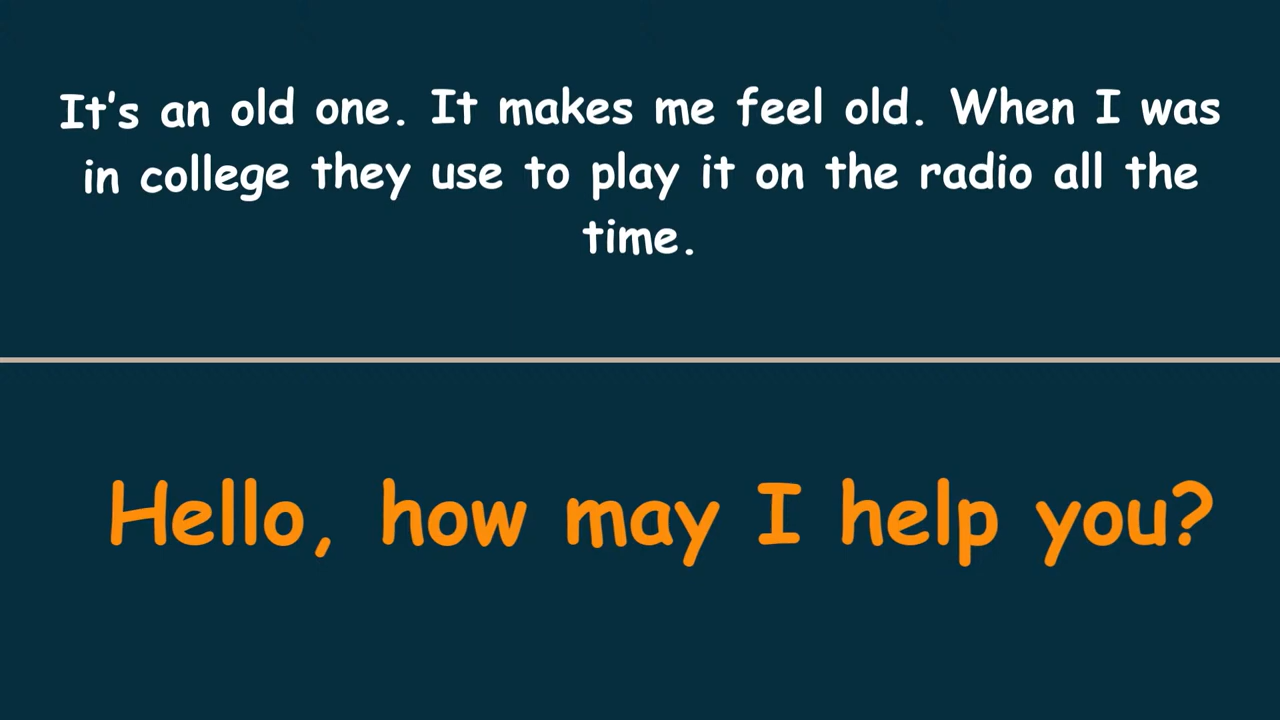 It's an old one. It makes me feel old. When I was
in college they use to play it on the radio all the
time.
Hello, how may I help you?